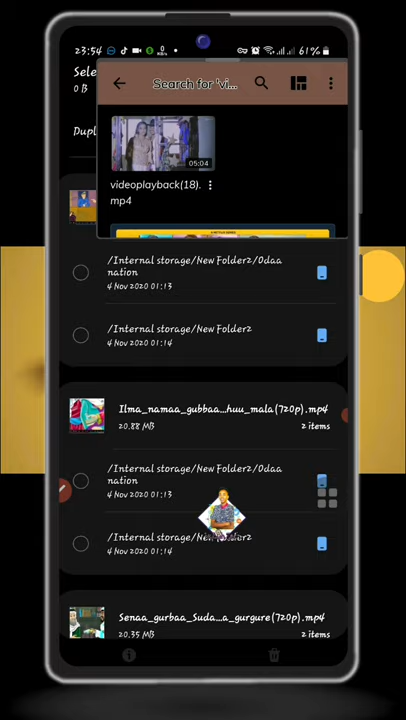 23:54
61%
Sele
0 B
Search for 'vi...
Dupl
05:04
videoplayback(18).
mp4
/Internal storage/New Folder2/Odaa
nation
4 Nov 2020 01:13
/Internal storage/New Folder2
4 Nov 2020 01:14
Ilma_namaa_gubbaa...huu_mala(720p).mp4
20.88 MB
2 items
/Internal storage/New Folder2/Odaa
nation
4 Nov 2020 01:13
/Internal storage/New Folder2
4 Nov 2020 01:14
Senaa_gurbaa_Suda...a_gurgure(720p).mp4
20.35 MB
2 items